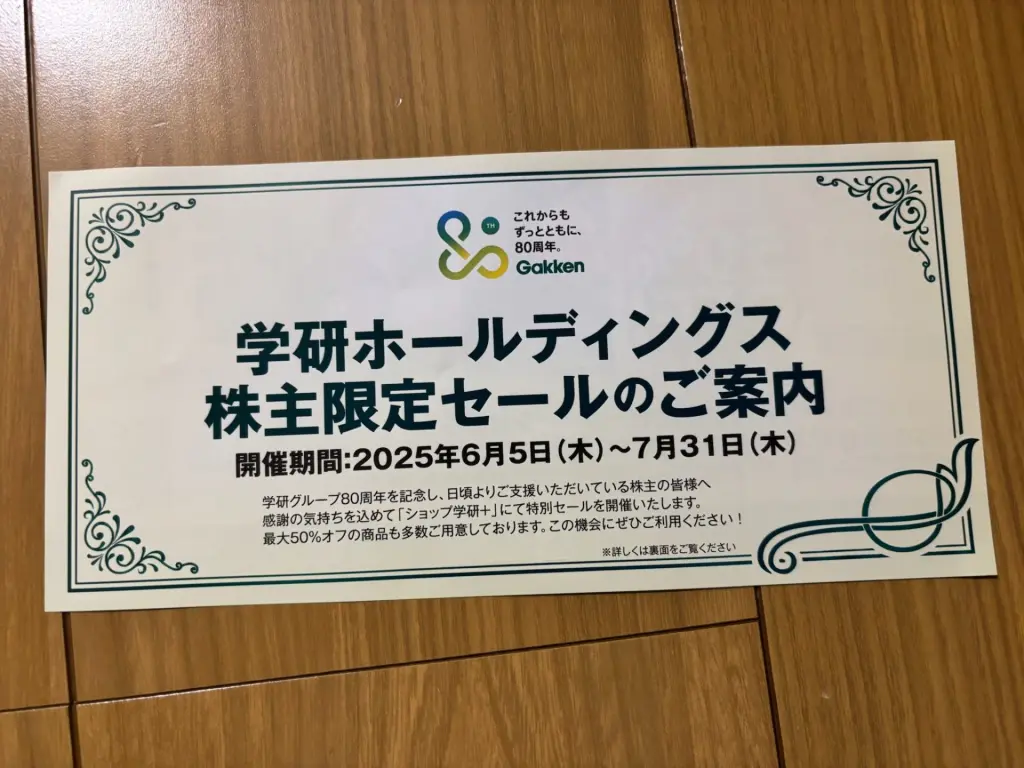 これからも
ずっとともに、
80周年。
TH
Gakken
学研ホールディングス
株主限定セールのご案内
開催期間:2025年6月5日(木)~7月31日(木)
学研グループ80周年を記念し、日頃よりご支援いただいている株主の皆様へ
感謝の気持ちを込めて「ショップ学研+」にて特別セールを開催いたします。
最大50%オフの商品も多数ご用意しております。この機会にぜひご利用ください!
※詳しくは裏面をご覧ください